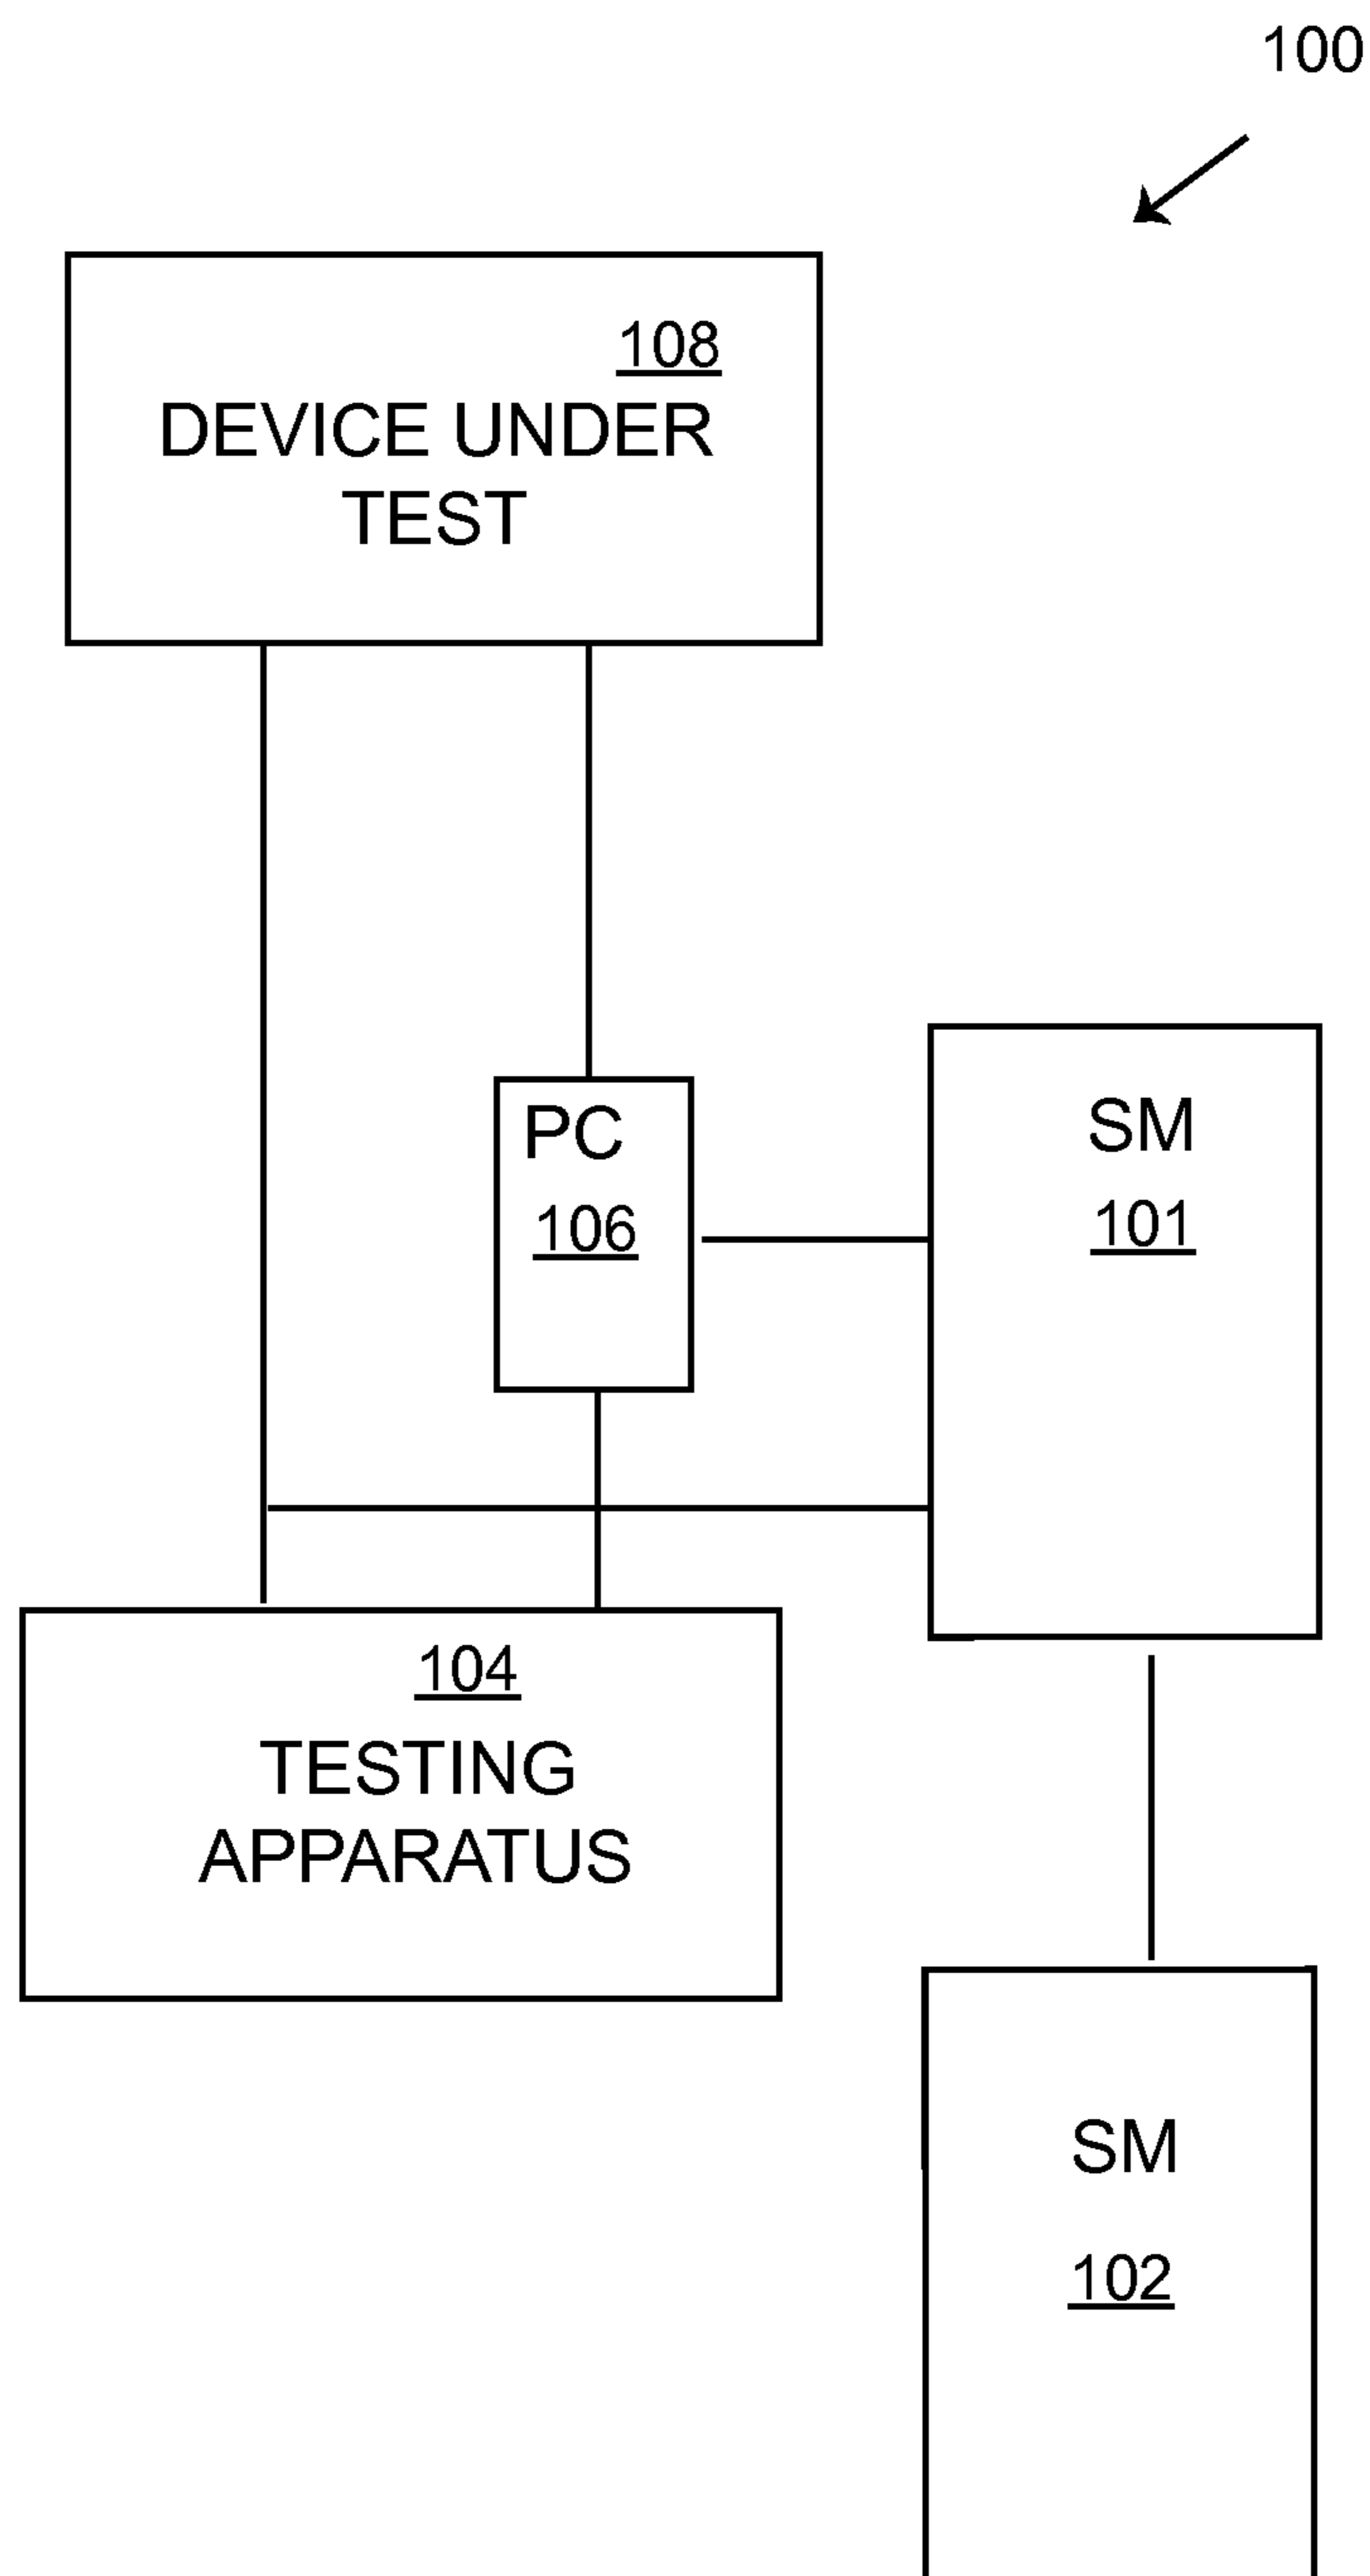 100
108
DEVICE UNDER
TEST
PC
106
SM
101
104
TESTING
APPARATUS
SM
102